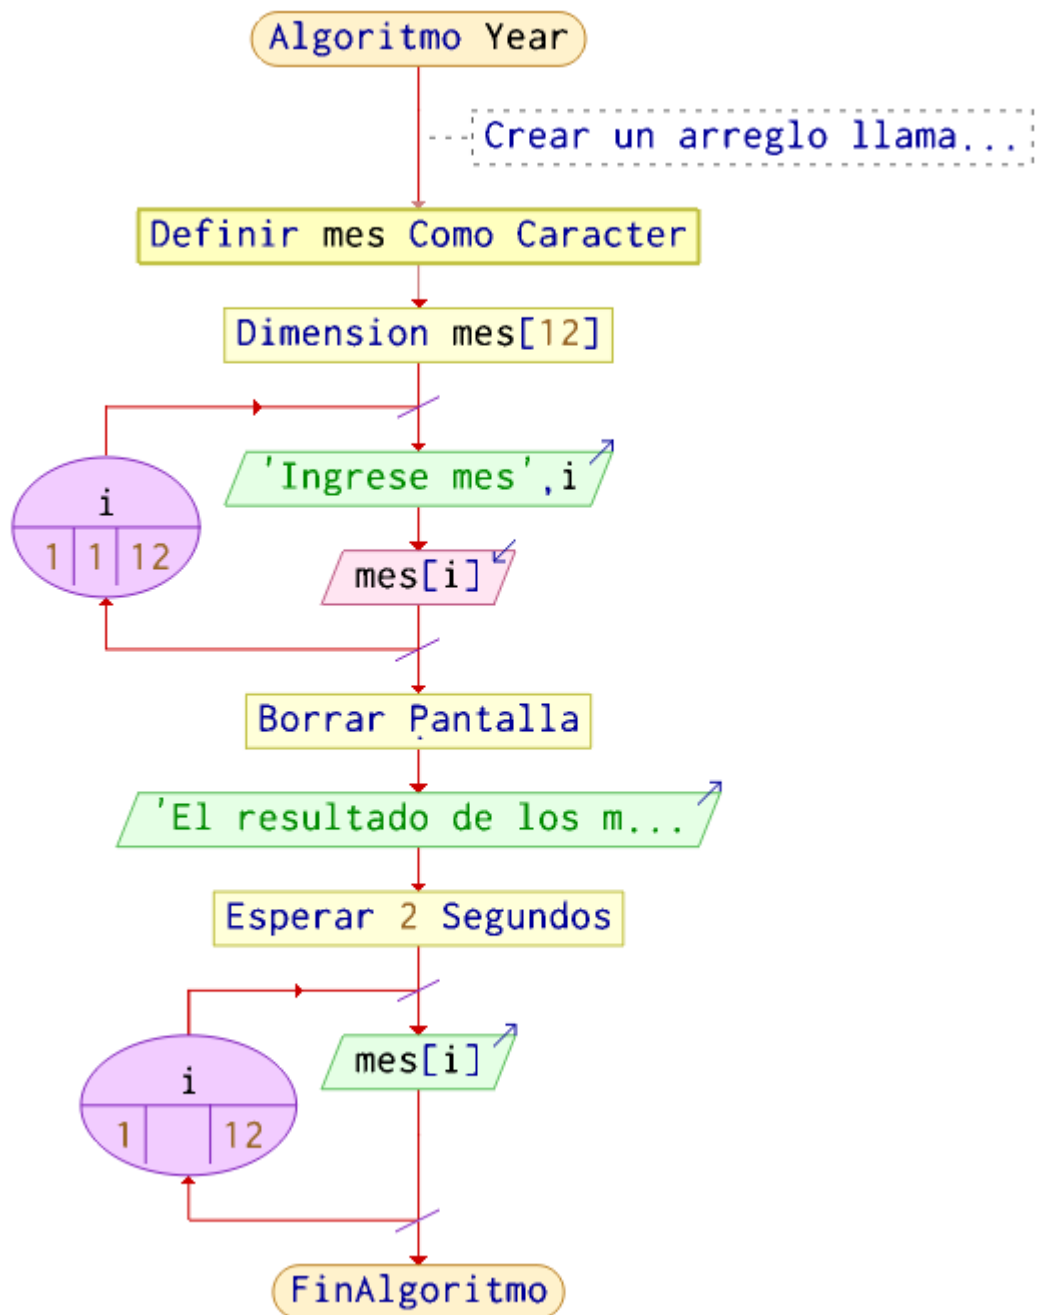 Algoritmo Year
Crear un arreglo llama...
Definir mes Como Caracter
Dimension mes[12]
'Ingrese mes',i
i
1 1 12
mes[i]
Borrar Pantalla
'El resultado de los m...
Esperar 2 Segundos
mes[i]
i
1 12
FinAlgoritmo